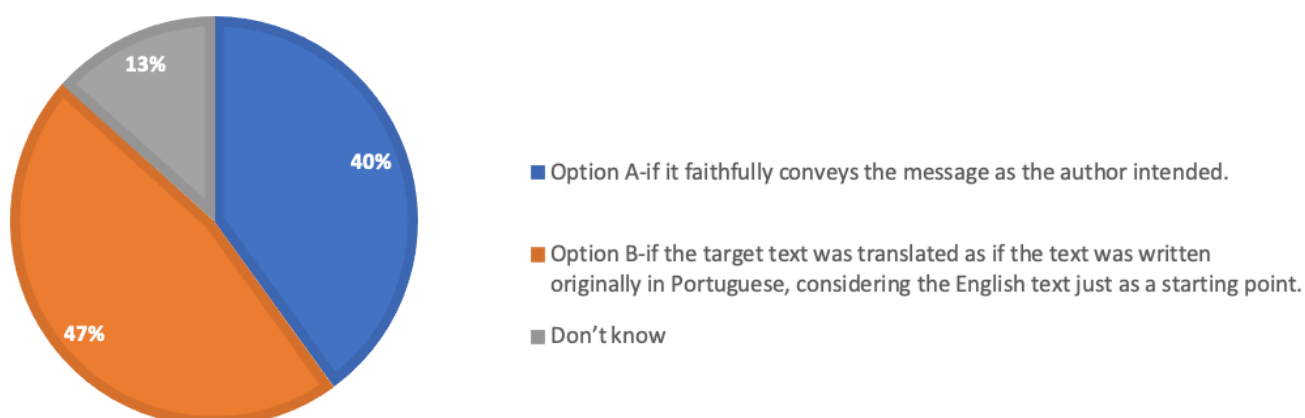 13%
40%
47%
Option A-if it faithfully conveys the message as the author intended.
Option B-if the target text was translated as if the text was written
originally in Portuguese, considering the English text just as a starting point.
Don’t know